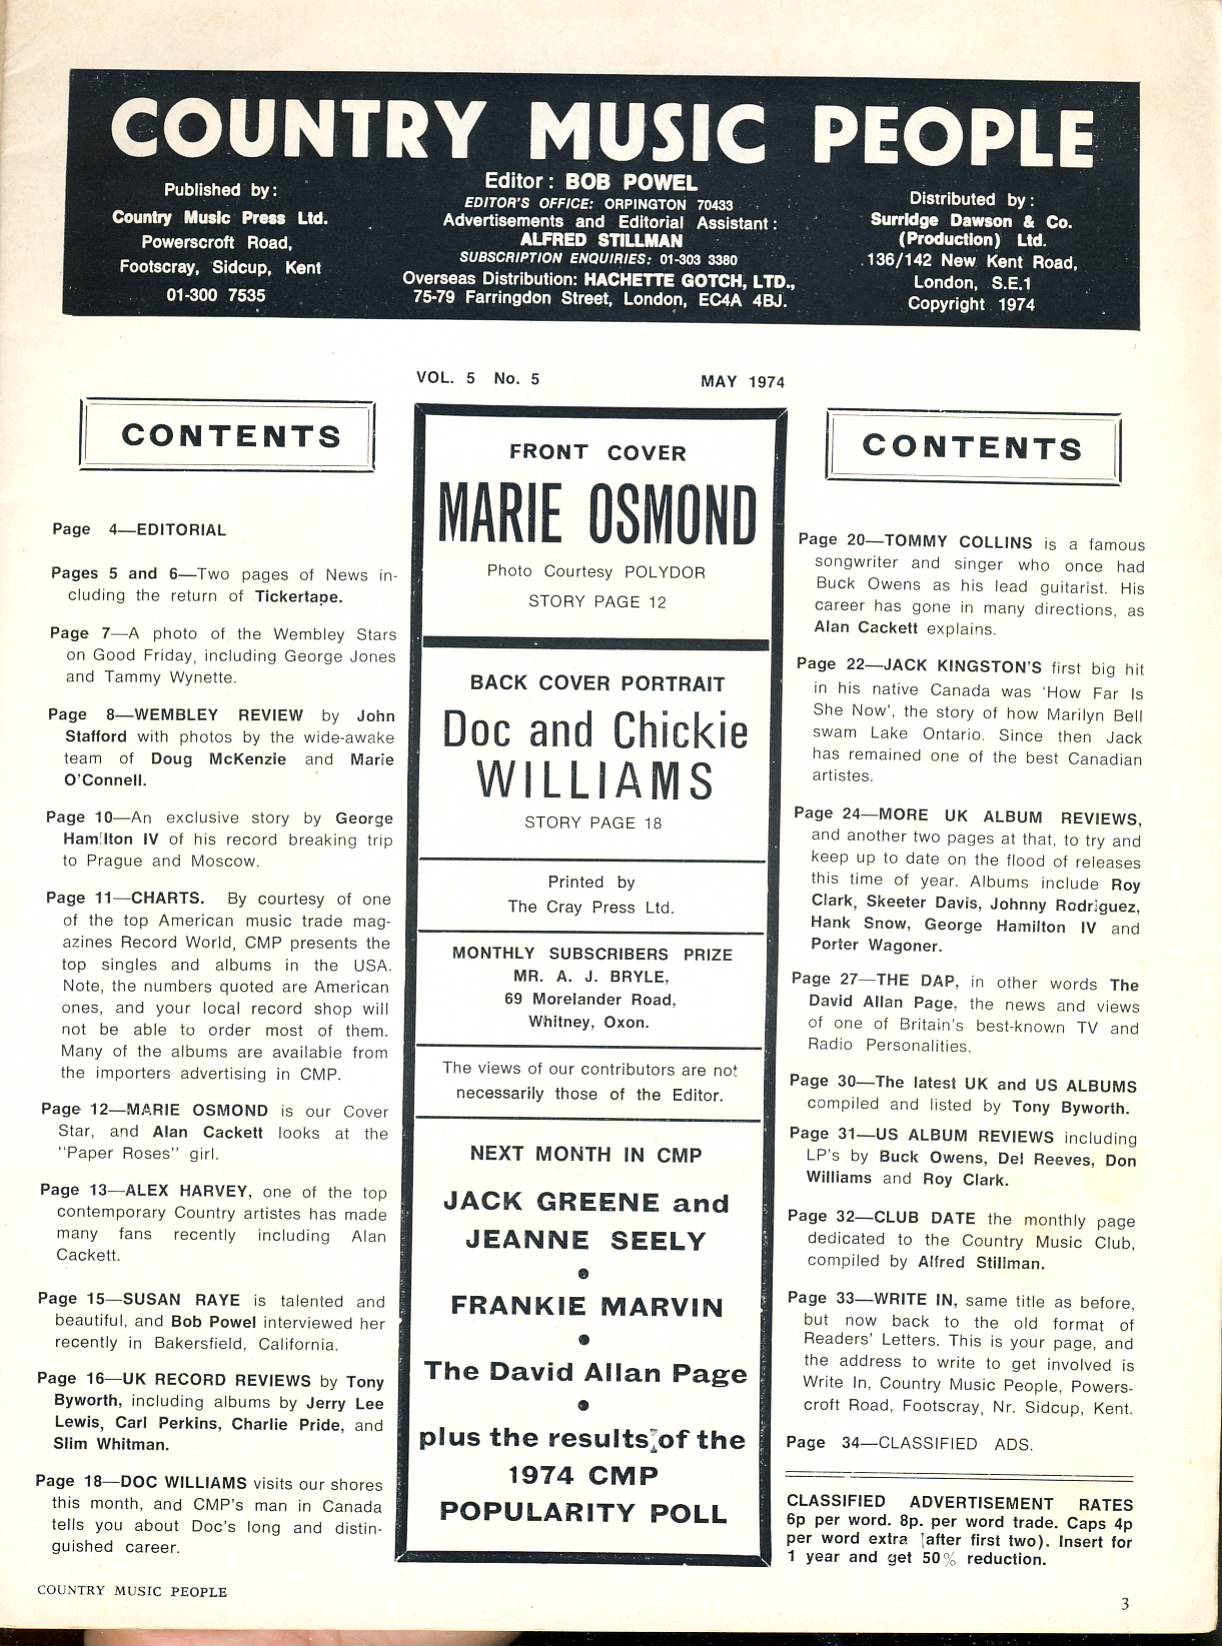 COUNTRY MUSIC PEOPLE
Published by:
Country Music Press Ltd.
Powerscroft Road,
Footscray, Sidcup, Kent
01-300 7535
Editor: BOB POWEL
EDITOR'S OFFICE: ORPINGTON 70433
Advertisements and Editorial Assistant:
ALFRED STILLMAN
SUBSCRIPTION ENQUIRIES: 01-303 3380
Overseas Distribution: HACHETTE GOTCH, LTD.,
75-79 Farringdon Street, London, EC4A 4BJ.
Distributed by:
Surridge Dawson & Co.
(Production) Ltd.
136/142 New Kent Road,
London, S.E.1
Copyright 1974
VOL. 5 No. 5 MAY 1974
CONTENTS
Page 4—EDITORIAL
Pages 5 and 6—Two pages of News in-
cluding the return of Tickertape.
Page 7—A photo of the Wembley Stars
on Good Friday, including George Jones
and Tammy Wynette.
Page 8—WEMBLEY REVIEW by John
Stafford with photos by the wide-awake
team of Doug McKenzie and Marie
O'Connell.
Page 10—An exclusive story by George
Hamilton IV of his record breaking trip
to Prague and Moscow.
Page 11—CHARTS. By courtesy of one
of the top American music trade mag-
azines Record World, CMP presents the
top singles and albums in the USA.
Note, the numbers quoted are American
ones, and your local record shop will
not be able to order most of them.
Many of the albums are available from
the importers advertising in CMP.
Page 12—MARIE OSMOND is our Cover
Star, and Alan Cackett looks at the
"Paper Roses" girl.
Page 13—ALEX HARVEY, one of the top
contemporary Country artistes has made
many fans recently including Alan
Cackett.
Page 15—SUSAN RAYE is talented and
beautiful, and Bob Powel interviewed her
recently in Bakersfield, California.
Page 16—UK RECORD REVIEWS by Tony
Byworth, including albums by Jerry Lee
Lewis, Carl Perkins, Charlie Pride, and
Slim Whitman.
Page 18—DOC WILLIAMS visits our shores
this month, and CMP's man in Canada
tells you about Doc's long and distin-
guished career.
FRONT COVER
MARIE OSMOND
Photo Courtesy POLYDOR
STORY PAGE 12
BACK COVER PORTRAIT
Doc and Chickie
WILLIAMS
STORY PAGE 18
Printed by
The Cray Press Ltd.
MONTHLY SUBSCRIBERS PRIZE
MR. A. J. BRYLE,
69 Morelander Road,
Whitney, Oxon.
The views of our contributors are not
necessarily those of the Editor.
NEXT MONTH IN CMP
JACK GREENE and
JEANNE SEELY
•
FRANKIE MARVIN
•
The David Allan Page
•
plus the results of the
1974 CMP
POPULARITY POLL
CONTENTS
Page 20—TOMMY COLLINS is a famous
songwriter and singer who once had
Buck Owens as his lead guitarist. His
career has gone in many directions, as
Alan Cackett explains.
Page 22—JACK KINGSTON'S first big hit
in his native Canada was 'How Far Is
She Now', the story of how Marilyn Bell
swam Lake Ontario. Since then Jack
has remained one of the best Canadian
artistes.
Page 24—MORE UK ALBUM REVIEWS,
and another two pages at that, to try and
keep up to date on the flood of releases
this time of year. Albums include Roy
Clark, Skeeter Davis, Johnny Rodriguez,
Hank Snow, George Hamilton IV and
Porter Wagoner.
Page 27—THE DAP, in other words The
David Allan Page, the news and views
of one of Britain's best-known TV and
Radio Personalities.
Page 30—The latest UK and US ALBUMS
compiled and listed by Tony Byworth.
Page 31—US ALBUM REVIEWS including
LP's by Buck Owens, Del Reeves, Don
Williams and Roy Clark.
Page 32—CLUB DATE the monthly page
dedicated to the Country Music Club,
compiled by Alfred Stillman.
Page 33—WRITE IN, same title as before,
but now back to the old format of
Readers' Letters. This is your page, and
the address to write to get involved is
Write In, Country Music People, Powers-
croft Road, Footscray, Nr. Sidcup, Kent.
Page 34—CLASSIFIED ADS.
CLASSIFIED ADVERTISEMENT RATES
6p per word. 8p. per word trade. Caps 4p
per word extra (after first two). Insert for
1 year and get 50% reduction.
COUNTRY MUSIC PEOPLE
3